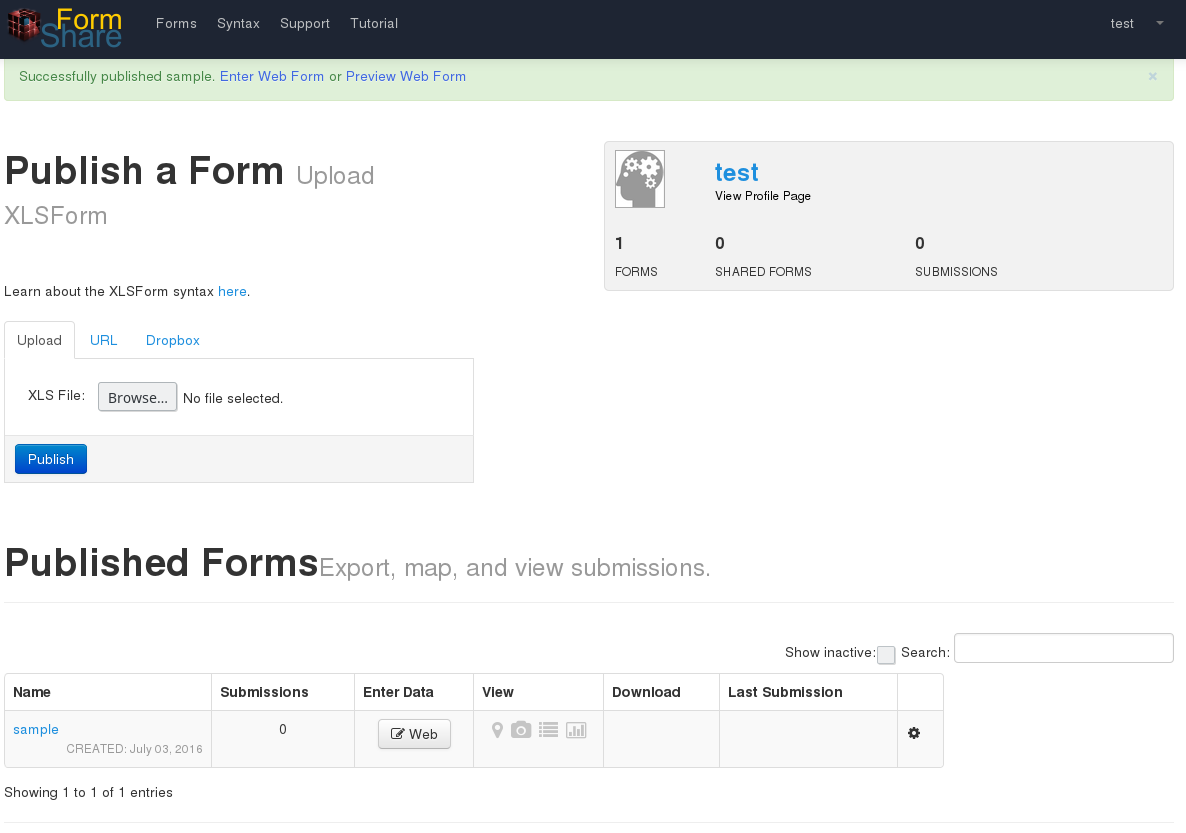 Form
Share
Forms Syntax Support Tutorial test
Successfully published sample. Enter Web Form or Preview Web Form ×
Publish a Form Upload
XLSForm
test
View Profile Page
1 0 0
FORMS SHARED FORMS SUBMISSIONS
Learn about the XLSForm syntax here.
Upload URL Dropbox
XLS File: Browse... No file selected.
Publish
Published FormsExport, map, and view submissions.
Show inactive: Search:
Name Submissions Enter Data View Download Last Submission
sample 0 Web
CREATED: July 03, 2016
Showing 1 to 1 of 1 entries